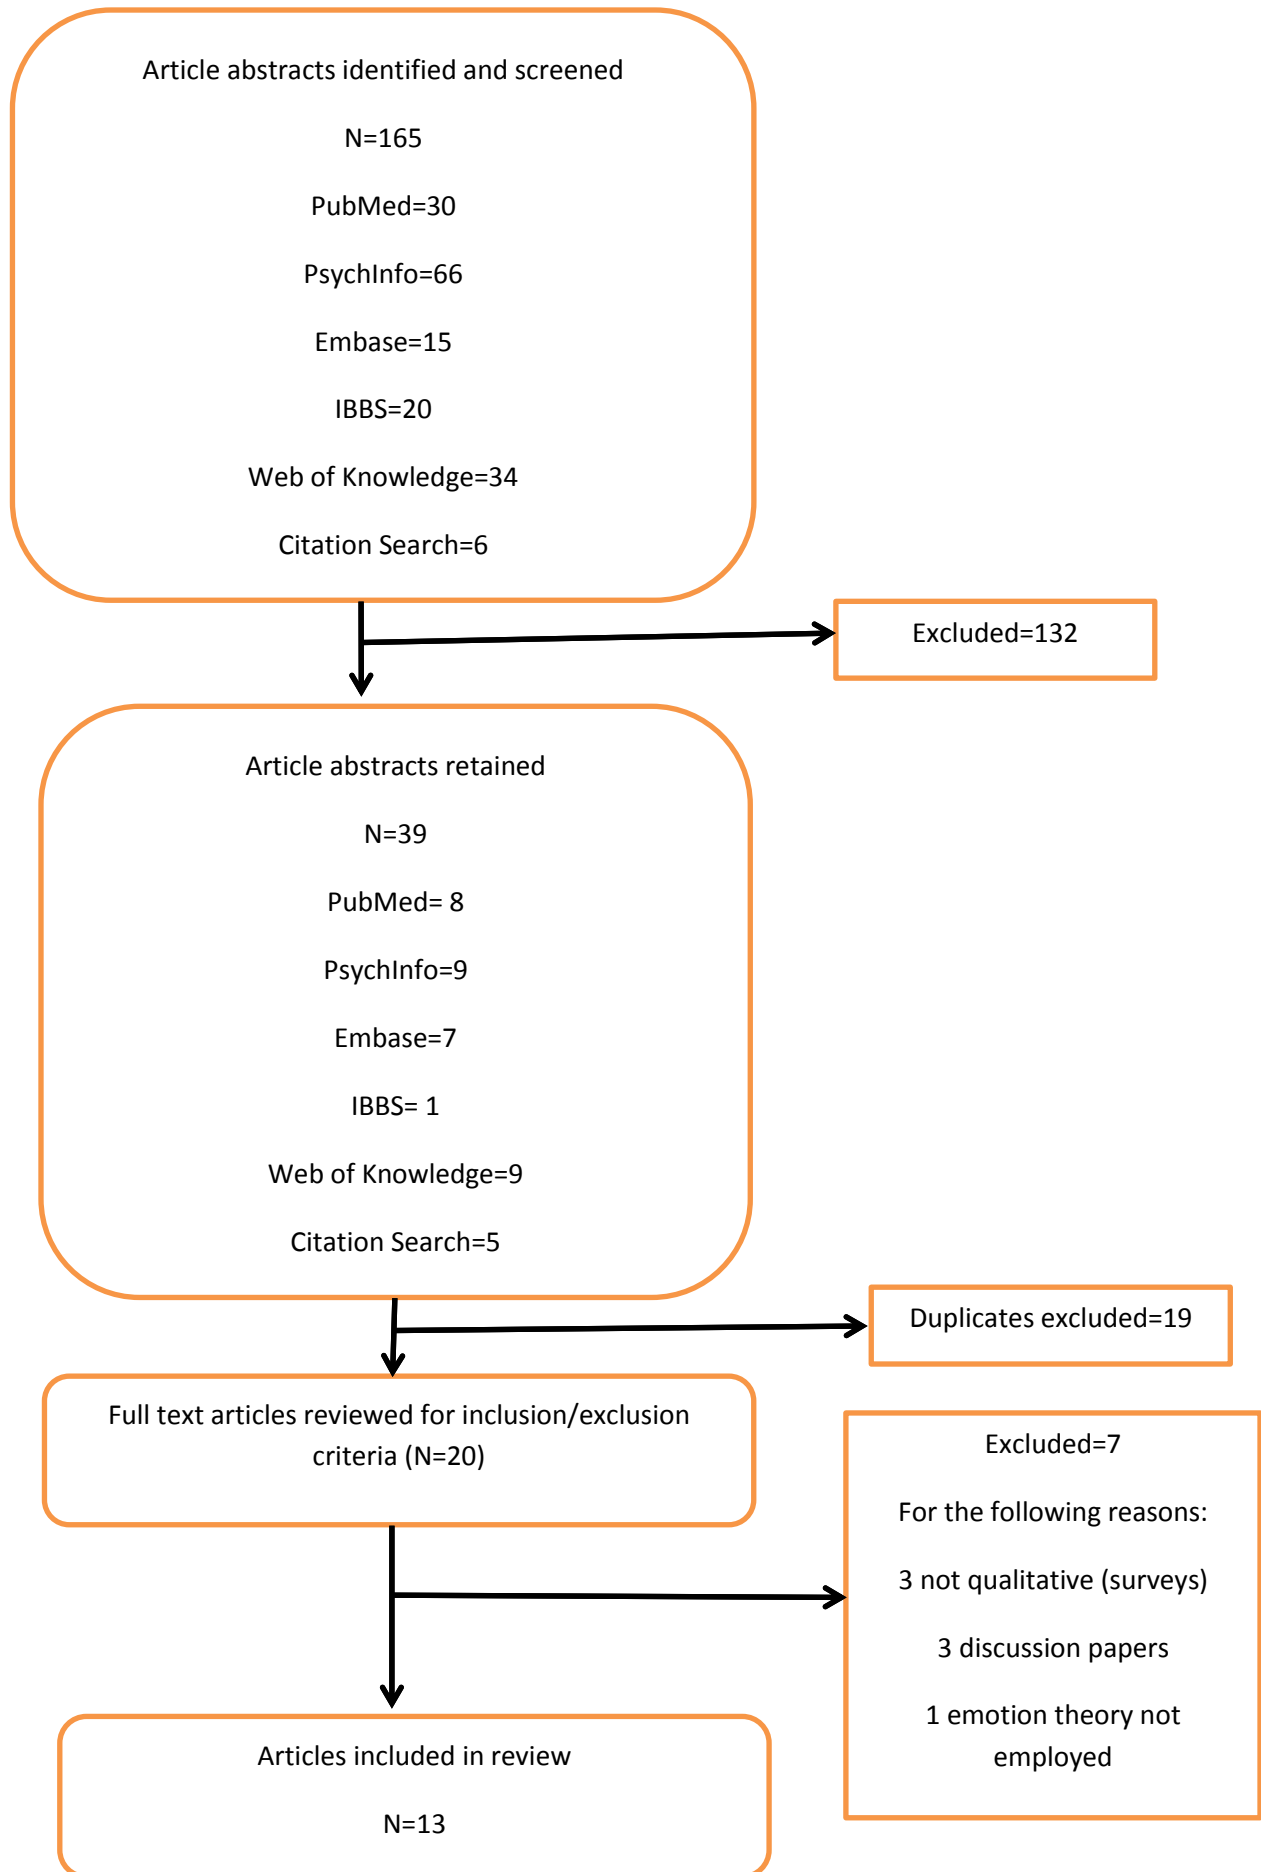 Article abstracts identified and screened
N=165
PubMed=30
PsychInfo=66
Embase=15
IBBS=20
Web of Knowledge=34
Citation Search=6
Excluded=132
Article abstracts retained
N=39
PubMed= 8
PsychInfo=9
Embase=7
IBBS= 1
Web of Knowledge=9
Citation Search=5
Duplicates excluded=19
Full text articles reviewed for inclusion/exclusion
criteria (N=20)
Excluded=7
For the following reasons:
3 not qualitative (surveys)
3 discussion papers
1 emotion theory not
employed
Articles included in review
N=13